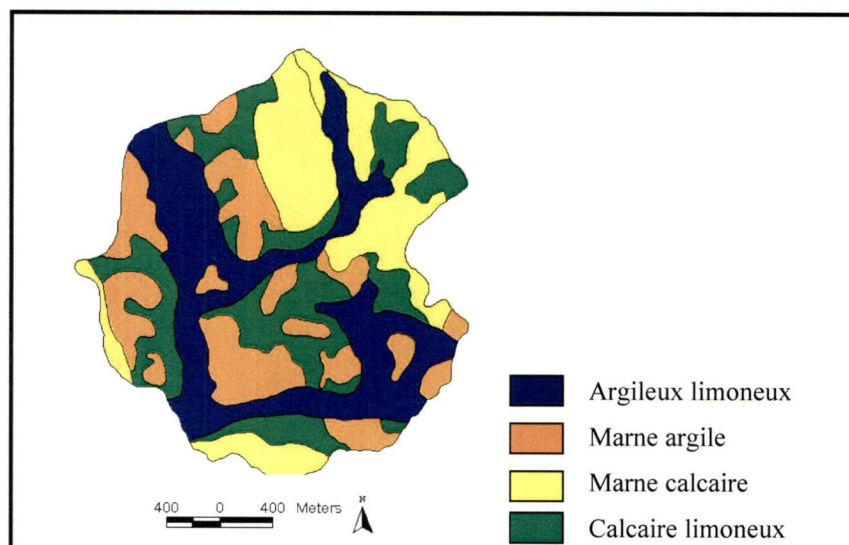 Argileux limoneux
Marne argile
Marne calcaire
Calcaire limoneux
400 0 400 Meters
N